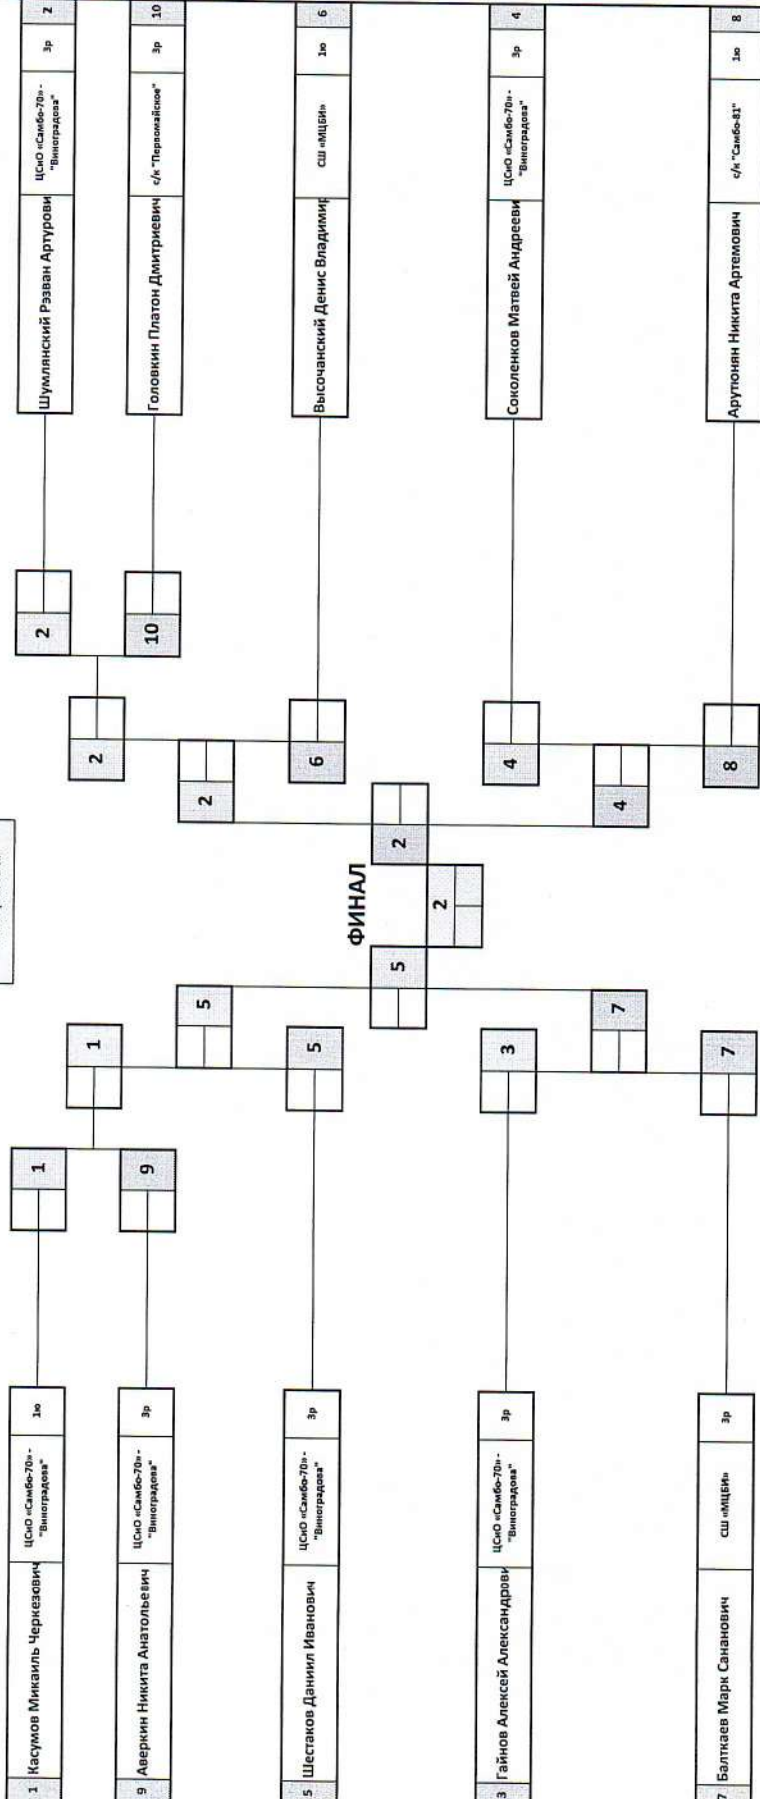 1 Касумов Микаиль Черкезович ЦСиО «Самбо-70» - "Виноградова" 1ю
9 Аверкин Никита Анатольевич ЦСиО «Самбо-70» - "Виноградова" 3р
5 Шестаков Даниил Иванович ЦСиО «Самбо-70» - "Виноградова" 3р
3 Гайнов Алексей Александрови ЦСиО «Самбо-70» - "Виноградова" 3р
7 Балткаев Марк Сананович СШ «МЦБИ» 3р
1
9
1
5
5
3
7
7
5
ФИНАЛ
2
2
2
4
2
6
4
8
2
10
Шумлянский Рэзван Артурови ЦСиО «Самбо-70» - "Виноградова" 3р 2
Головкин Платон Дмитриевич с/к "Первомайское" 3р 10
Высочанский Денис Владимир СШ «МЦБИ» 1ю 6
Соколенков Матвей Андрееви ЦСиО «Самбо-70» - "Виноградова" 3р 4
Арутюнян Никита Артемович с/к "Самбо-81" 1ю 8